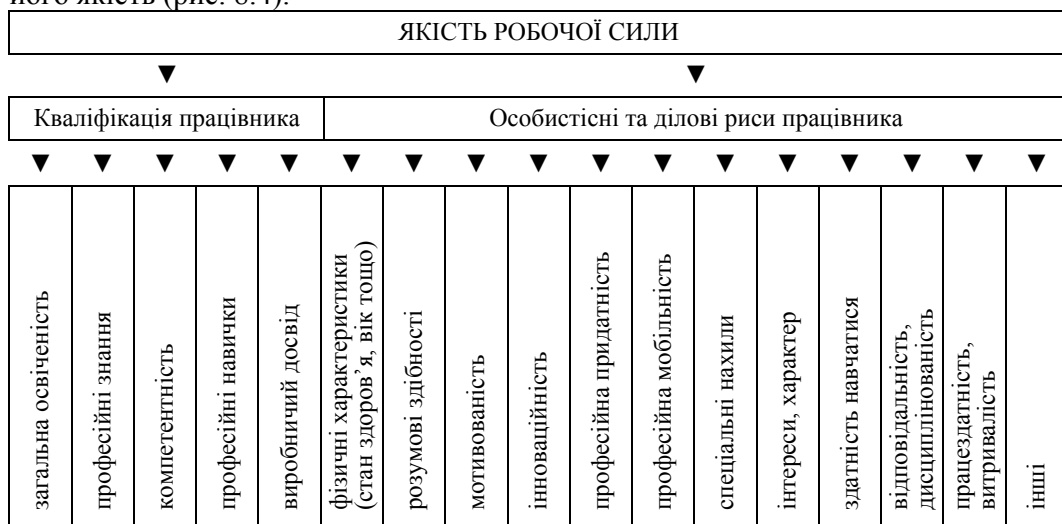 його якість (рис. 8.4).
ЯКІСТЬ РОБОЧОЇ СИЛИ
Кваліфікація працівника
Особистісні та ділові риси працівника
загальна освіченість
професійні знання
компетентність
професійні навички
виробничий досвід
фізичні характеристики
(стан здоров’я, вік тощо)
розумові здібності
мотивованість
інноваційність
професійна придатність
професійна мобільність
спеціальні нахили
інтереси, характер
здатність навчатися
відповідальність,
дисциплінованість
працездатність,
витривалість
інші